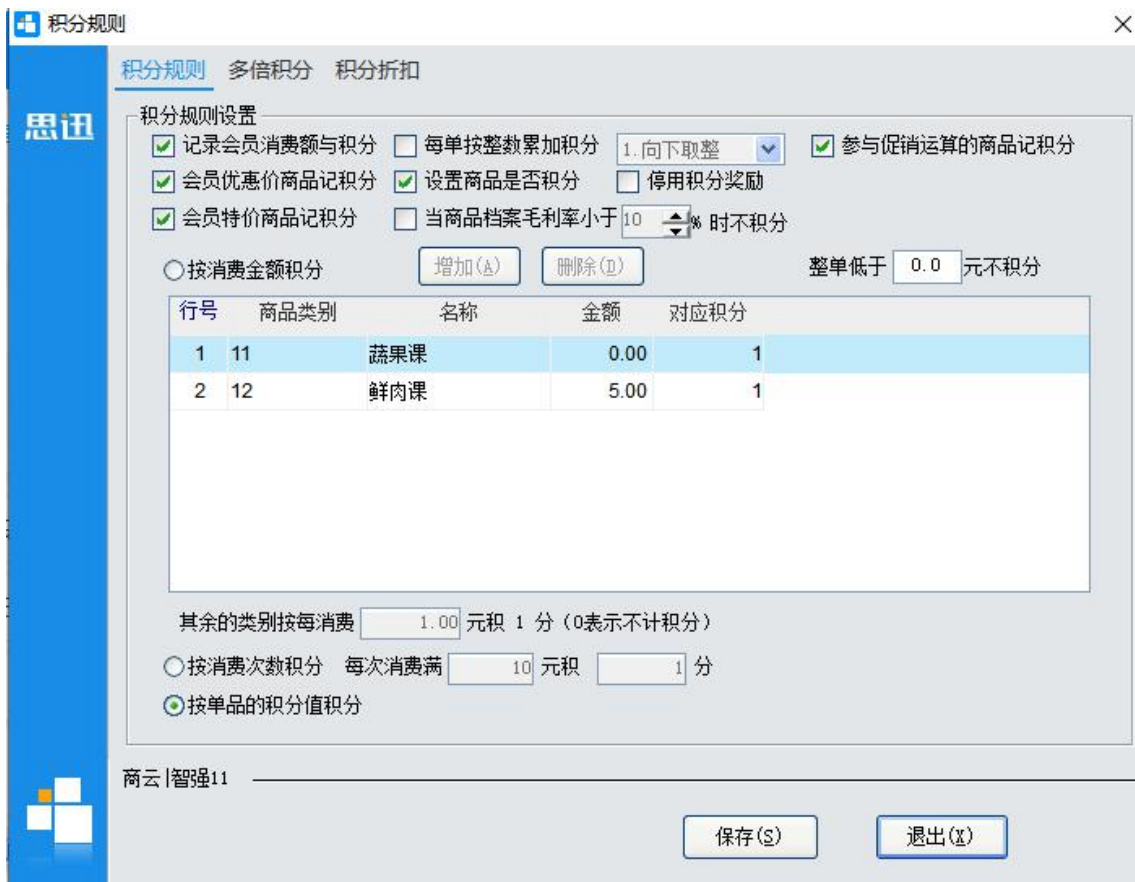 积分规则
积分规则 多倍积分 积分折扣
思迅
积分规则设置
记录会员消费额与积分 每单按整数累加积分 1.向下取整 参与促销运算的商品记积分
会员优惠价商品记积分 设置商品是否积分 停用积分奖励
会员特价商品记积分 当商品档案毛利率小于 10 % 时不积分
按消费金额积分 增加(A) 删除(D) 整单低于 0.0 元不积分
行号 商品类别 名称 金额 对应积分
1 11 蔬果课 0.00 1
2 12 鲜肉课 5.00 1
其余的类别按每消费 1.00 元积 1 分（0表示不计积分）
按消费次数积分 每次消费满 10 元积 1 分
按单品的积分值积分
商云|智强11
保存(S) 退出(X)